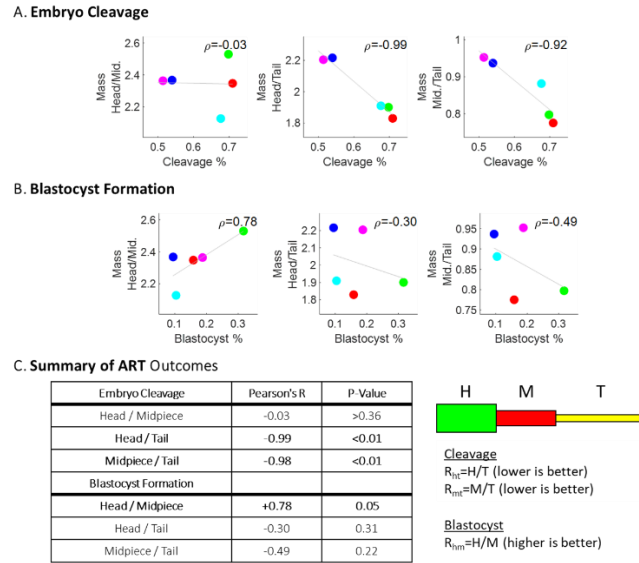 A. Embryo Cleavage
ρ=-0.03
Mass
Head/Mid.
2.6
2.4
2.2
0.5 0.6 0.7
Cleavage %
ρ=-0.99
Mass
Head/Tail
2.2
2
1.8
0.5 0.6 0.7
Cleavage %
ρ=-0.92
Mass
Mid./Tail
1
0.9
0.8
0.5 0.6 0.7
Cleavage %
B. Blastocyst Formation
ρ=0.78
Mass
Head/Mid.
2.6
2.4
2.2
0.1 0.2 0.3
Blastocyst %
ρ=-0.30
Mass
Head/Tail
2.2
2.1
2
1.9
1.8
0.1 0.2 0.3
Blastocyst %
ρ=-0.49
Mass
Mid./Tail
0.95
0.9
0.85
0.8
0.75
0.1 0.2 0.3
Blastocyst %
C. Summary of ART Outcomes
Embryo Cleavage Pearson's R P-Value
Head / Midpiece -0.03 >0.36
Head / Tail -0.99 <0.01
Midpiece / Tail -0.98 <0.01
Blastocyst Formation
Head / Midpiece +0.78 0.05
Head / Tail -0.30 0.31
Midpiece / Tail -0.49 0.22
H M T
Cleavage
Rht=H/T (lower is better)
Rmt=M/T (lower is better)
Blastocyst
Rhm=H/M (higher is better)